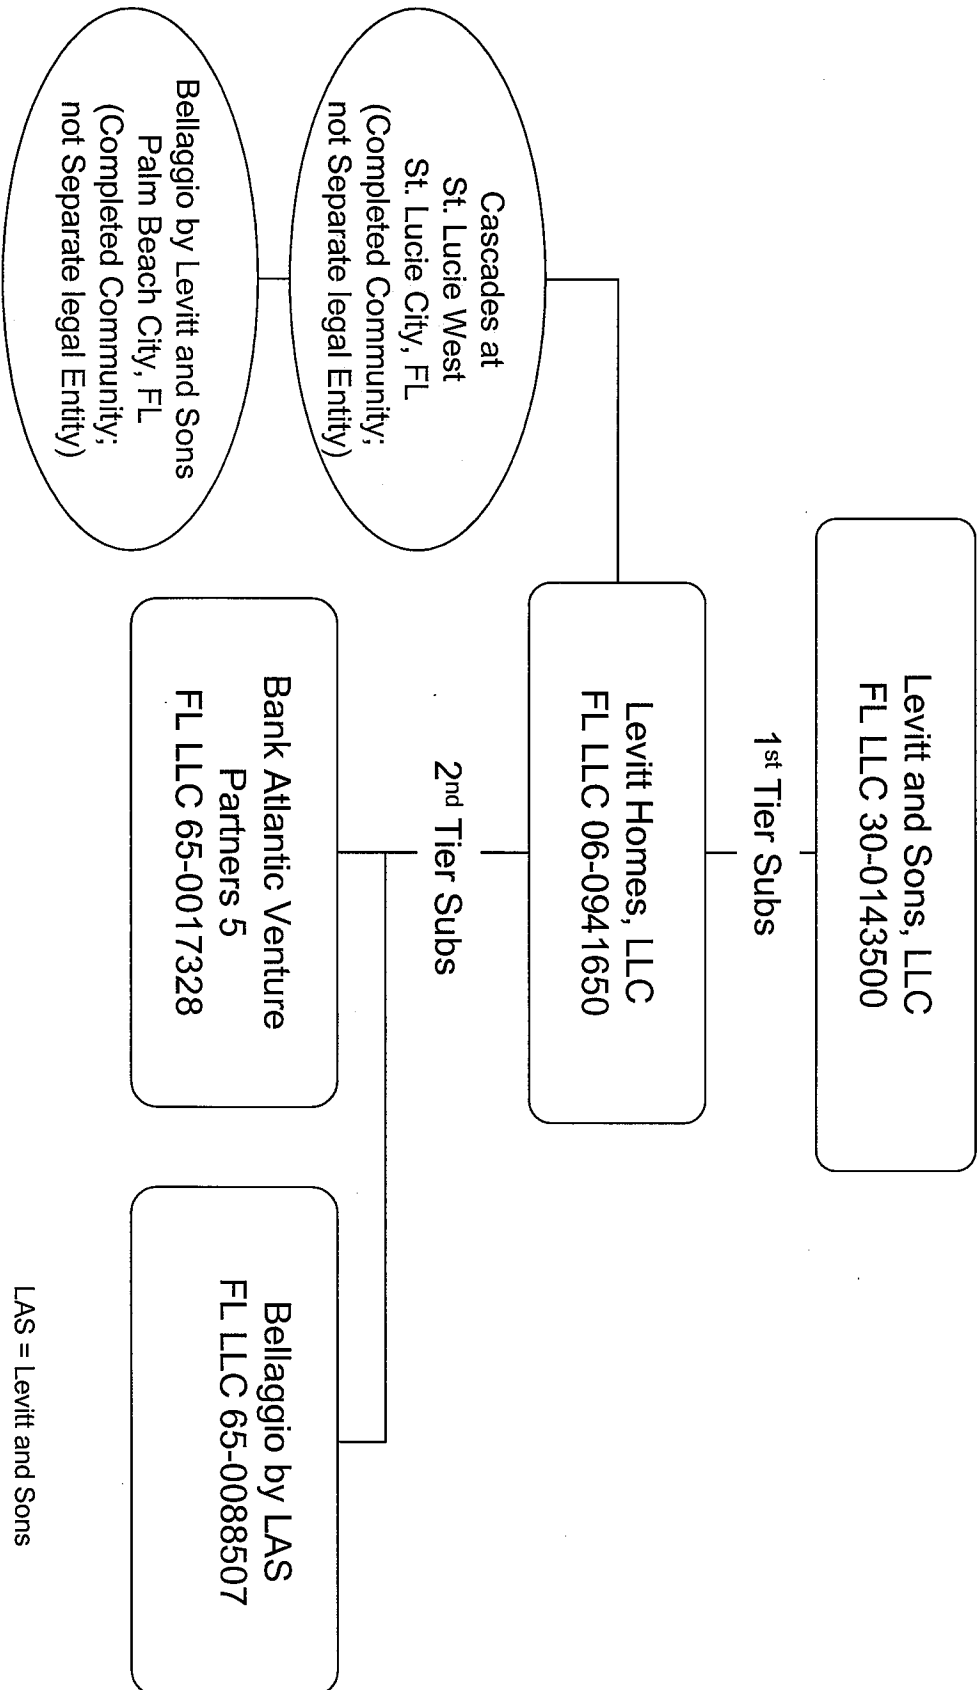 Levitt and Sons, LLC
FL LLC 30-0143500
1st Tier Subs
Levitt Homes, LLC
FL LLC 06-0941650
2nd Tier Subs
Cascades at
St. Lucie West
St. Lucie City, FL
(Completed Community;
not Separate legal Entity)
Bellaggio by Levitt and Sons
Palm Beach City, FL
(Completed Community;
not Separate legal Entity)
Bank Atlantic Venture
Partners 5
FL LLC 65-0017328
Bellaggio by LAS
FL LLC 65-0088507
LAS = Levitt and Sons